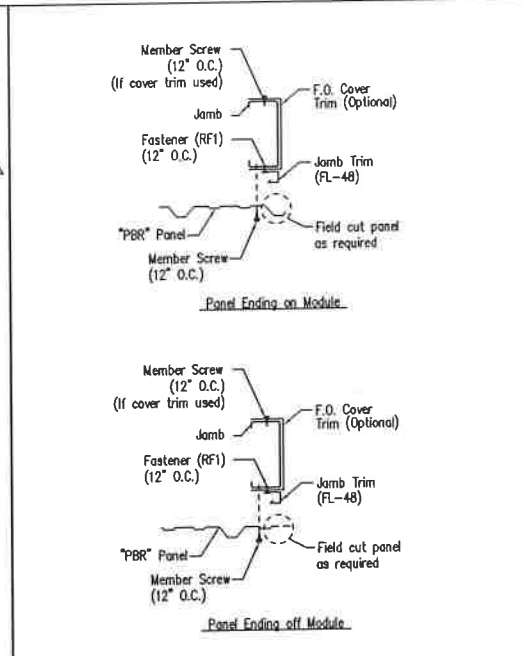 Member Screw
(12" O.C.)
(If cover trim used)
F.O. Cover
Trim (Optional)
Jamb
Fastener (RF1)
(12" O.C.)
Jamb Trim
(FL-48)
"PBR" Panel
Field cut panel
as required
Member Screw
(12" O.C.)
Panel Ending on Module
Member Screw
(12" O.C.)
(If cover trim used)
F.O. Cover
Trim (Optional)
Jamb
Fastener (RF1)
(12" O.C.)
Jamb Trim
(FL-48)
"PBR" Panel
Field cut panel
as required
Member Screw
(12" O.C.)
Panel Ending off Module